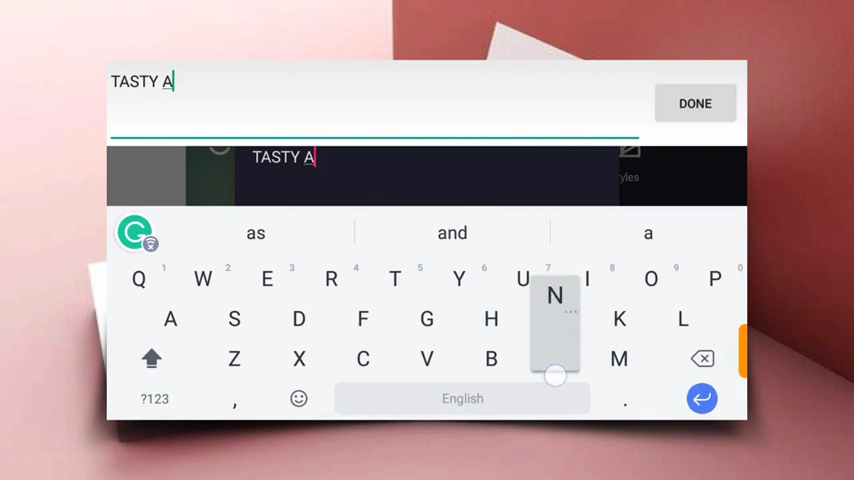 TASTY A
DONE
TASTY A
yles
as and a
Q 1 W 2 E 3 R 4 T 5 Y 6 U 7 I 8 O 9 P 0
A S D F G H N K L
Z X C V B M
?123 , English .